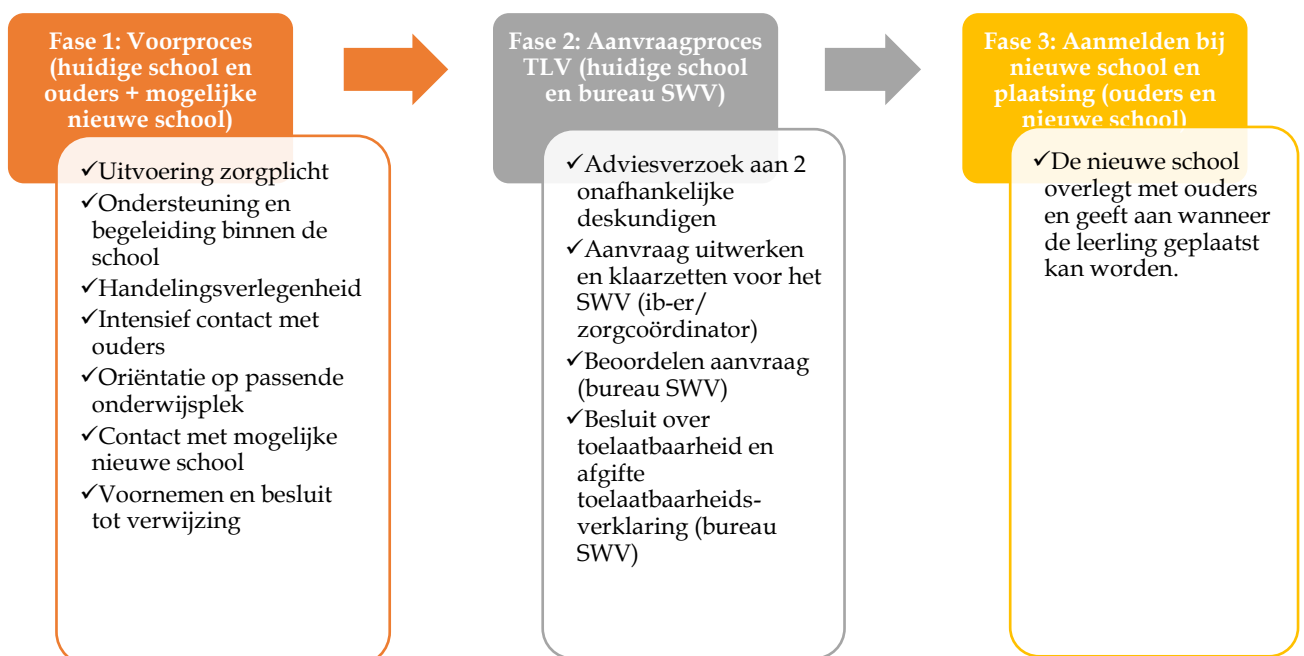 Fase 1: Voorproces
(huidige school en
ouders + mogelijke
nieuwe school)
✓Uitvoering zorgplicht
✓Ondersteuning en
begeleiding binnen de
school
✓Handelingsverlegenheid
✓Intensief contact met
ouders
✓Oriëntatie op passende
onderwijsplek
✓Contact met mogelijke
nieuwe school
✓Voornemen en besluit
tot verwijzing
Fase 2: Aanvraagproces
TLV (huidige school
en bureau SWV)
✓Adviesverzoek aan 2
onafhankelijke
deskundigen
✓Aanvraag uitwerken
en klaarzetten voor het
SWV (ib-er/
zorgcoördinator)
✓Beoordelen aanvraag
(bureau SWV)
✓Besluit over
toelaatbaarheid en
afgifte
toelaatbaarheids-
verklaring (bureau
SWV)
Fase 3: Aanmelden bij
nieuwe school en
plaatsing (ouders en
nieuwe school)
✓De nieuwe school
overlegt met ouders
en geeft aan wanneer
de leerling geplaatst
kan worden.